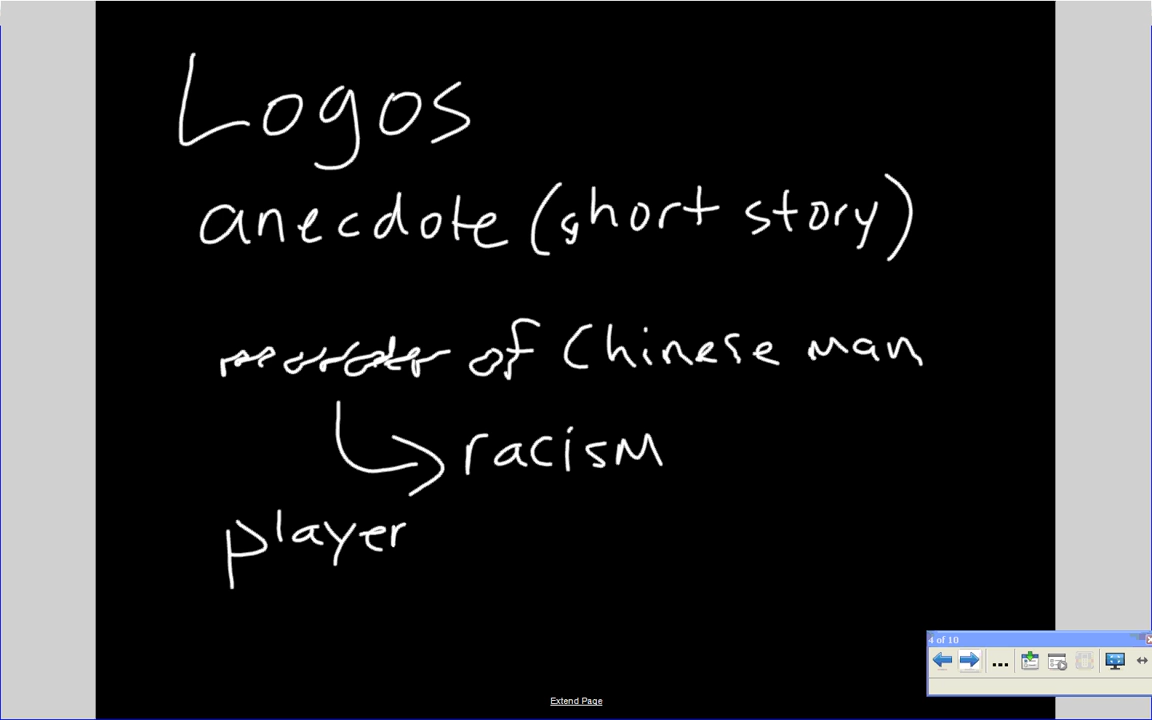 Logos
anecdote (short story)
of Chinese man
racism
player
4 of 10
Extend Page